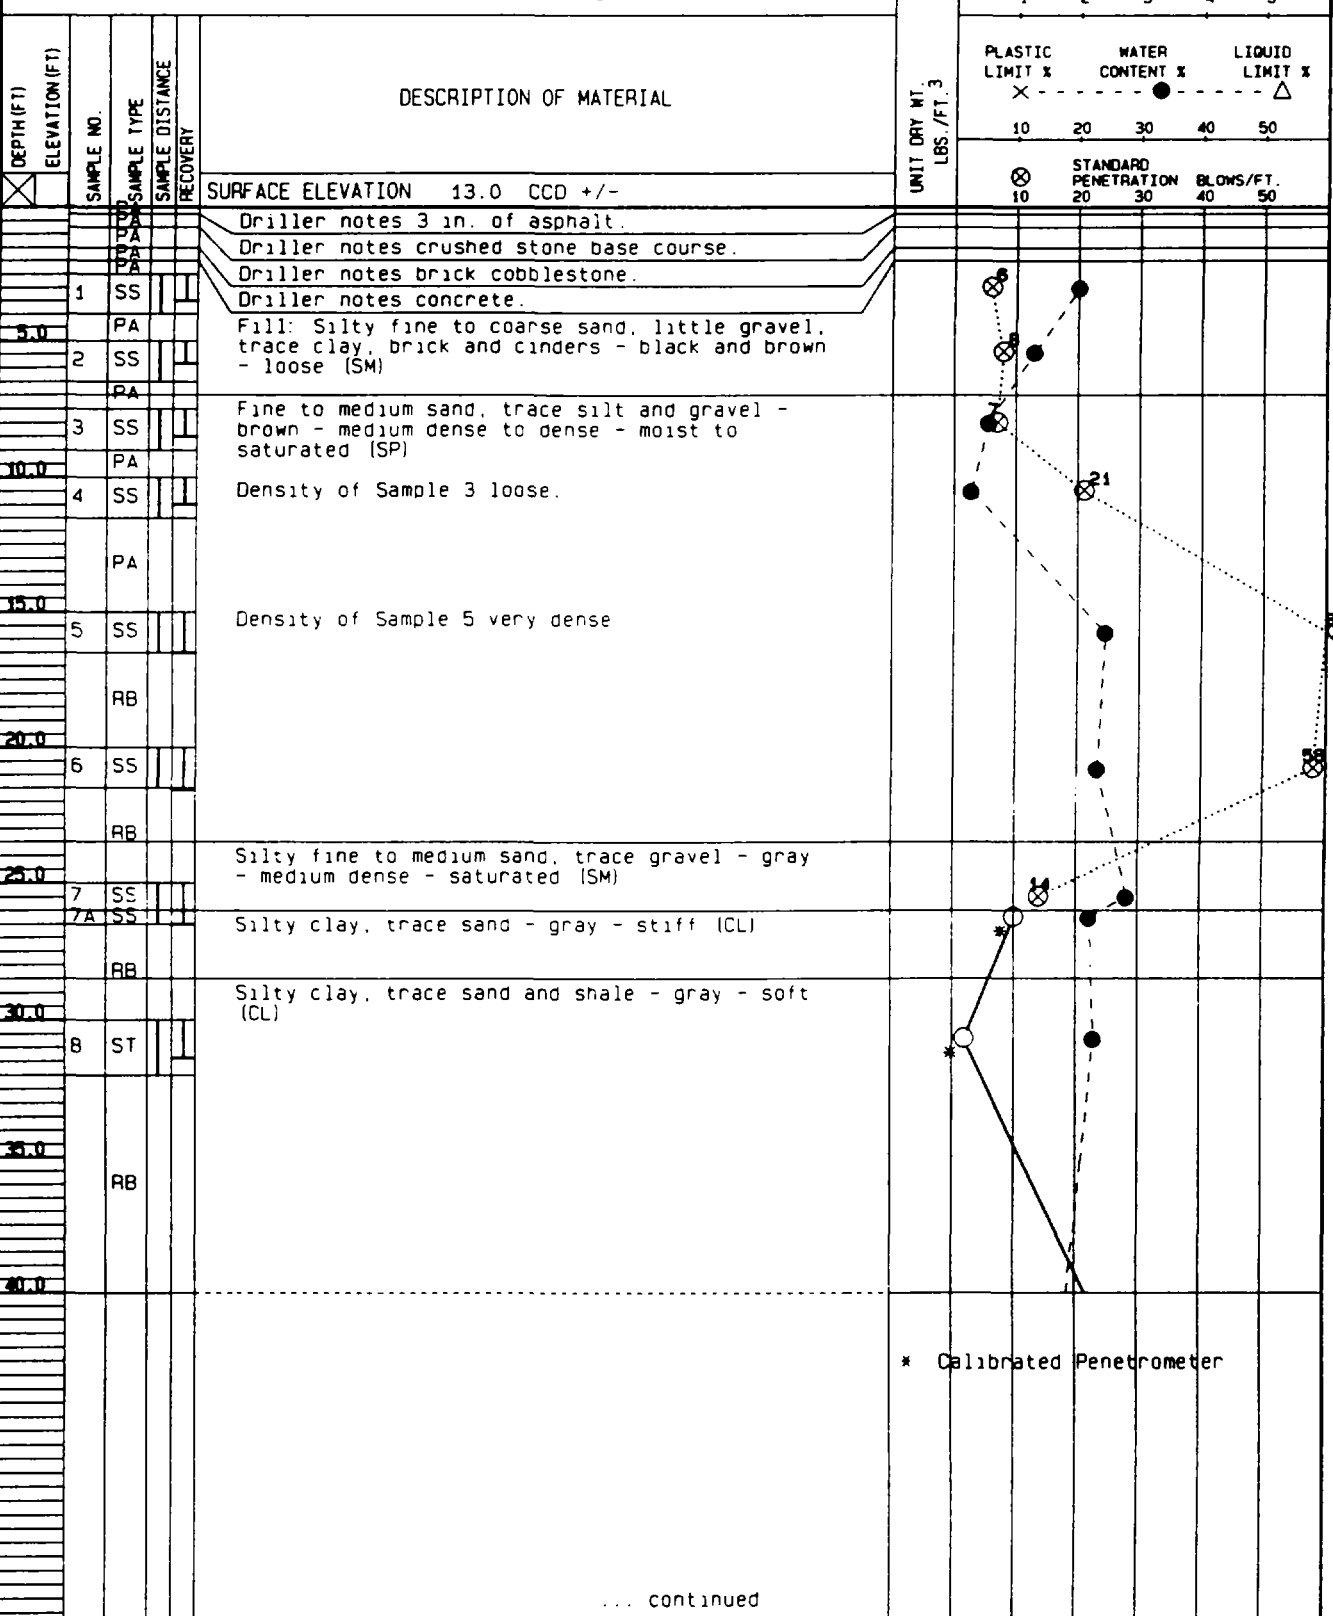 PLASTIC WATER LIQUID
LIMIT % CONTENT % LIMIT %
10 20 30 40 50
DEPTH(FT)
ELEVATION(FT)
SAMPLE NO.
SAMPLE TYPE
SAMPLE DISTANCE
RECOVERY
DESCRIPTION OF MATERIAL
UNIT DRY WT.
LBS./FT.3
STANDARD
PENETRATION BLOWS/FT.
10 20 30 40 50
SURFACE ELEVATION 13.0 CCD +/-
PA
Driller notes 3 in. of asphalt.
PA
Driller notes crushed stone base course.
PA
PA
Driller notes brick cobblestone.
6
1 SS
Driller notes concrete.
5.0 PA Fill: Silty fine to coarse sand, little gravel,
trace clay, brick and cinders - black and brown
8
2 SS - loose (SM)
PA
Fine to medium sand, trace silt and gravel -
7
3 SS brown - medium dense to dense - moist to
saturated (SP)
10.0 PA
4 SS Density of Sample 3 loose.
21
PA
15.0
5 SS Density of Sample 5 very dense
RB
20.0
6 SS
58
RB
Silty fine to medium sand, trace gravel - gray
25.0 - medium dense - saturated (SM)
7 SS
14
7A SS
Silty clay, trace sand - gray - stiff (CL)
*
RB
Silty clay, trace sand and shale - gray - soft
30.0 (CL)
8 ST
*
35.0
RB
40.0
* Calibrated Penetrometer
... continued